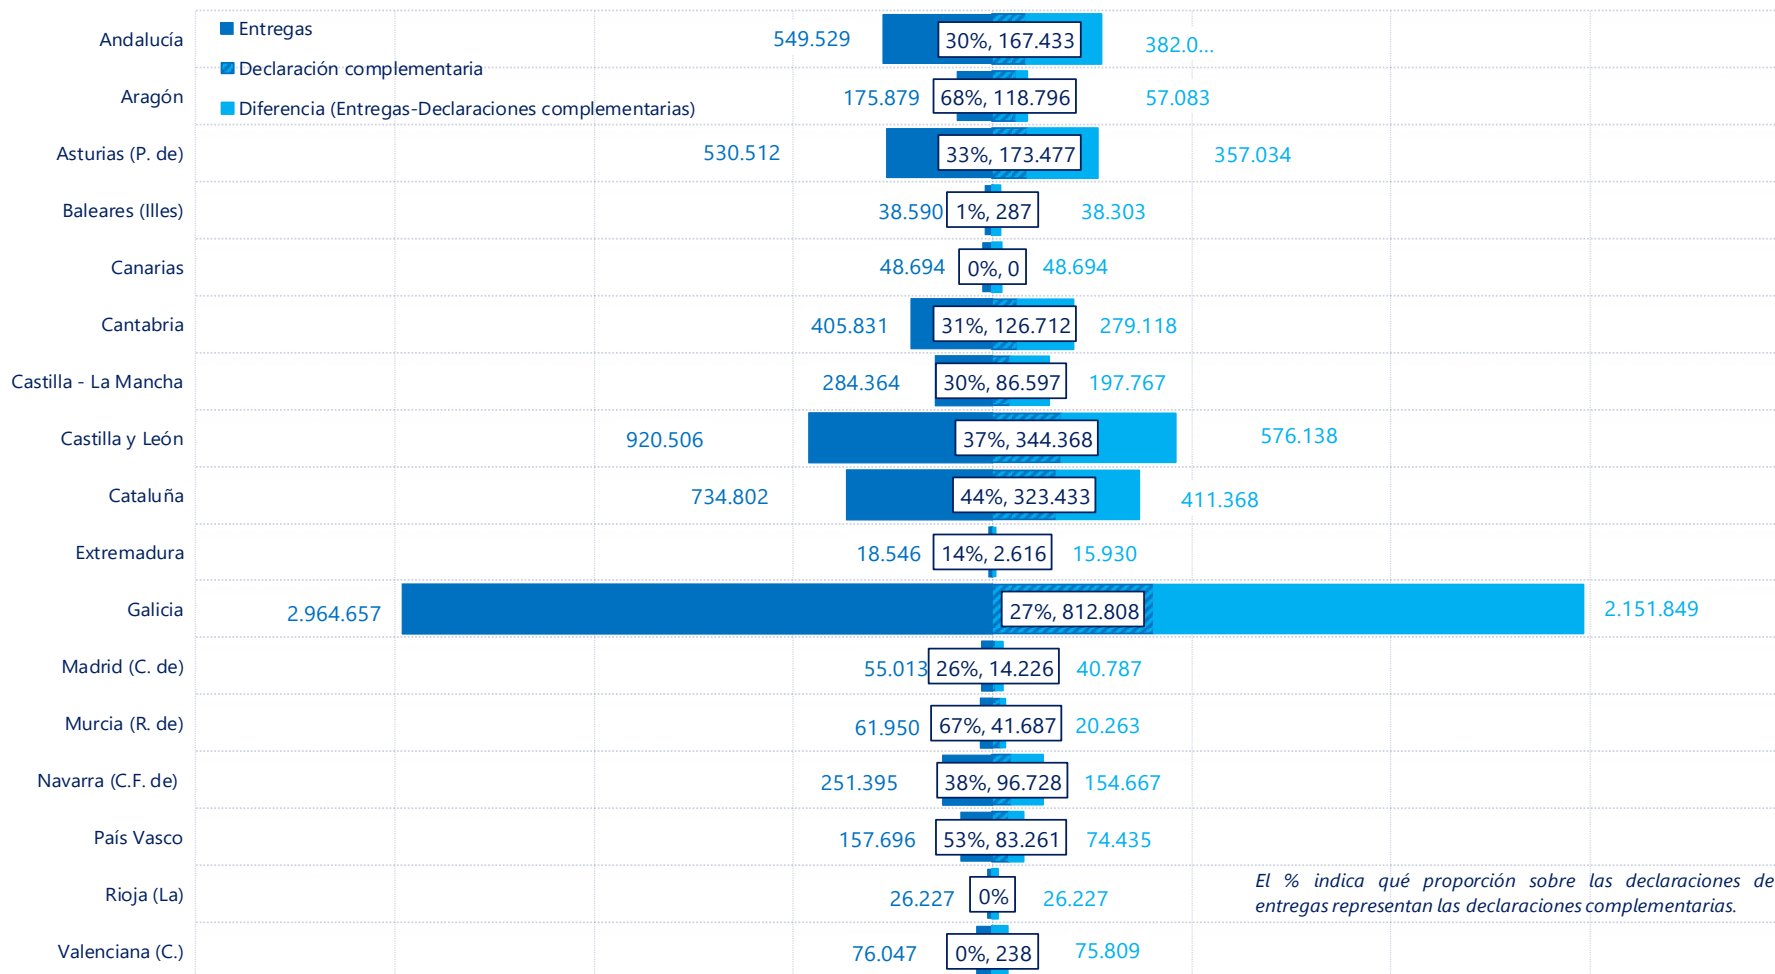 Entregas
Declaración complementaria
Diferencia (Entregas-Declaraciones complementarias)
Andalucía 549.529 30%, 167.433 382.0...
Aragón 175.879 68%, 118.796 57.083
Asturias (P. de) 530.512 33%, 173.477 357.034
Baleares (Illes) 38.590 1%, 287 38.303
Canarias 48.694 0%, 0 48.694
Cantabria 405.831 31%, 126.712 279.118
Castilla - La Mancha 284.364 30%, 86.597 197.767
Castilla y León 920.506 37%, 344.368 576.138
Cataluña 734.802 44%, 323.433 411.368
Extremadura 18.546 14%, 2.616 15.930
Galicia 2.964.657 27%, 812.808 2.151.849
Madrid (C. de) 55.013 26%, 14.226 40.787
Murcia (R. de) 61.950 67%, 41.687 20.263
Navarra (C.F. de) 251.395 38%, 96.728 154.667
País Vasco 157.696 53%, 83.261 74.435
Rioja (La) 26.227 0% 26.227
Valenciana (C.) 76.047 0%, 238 75.809
El % indica qué proporción sobre las declaraciones de
entregas representan las declaraciones complementarias.